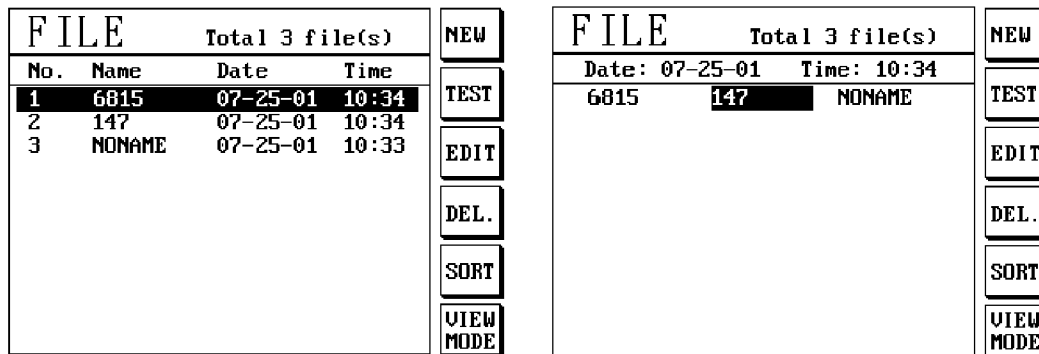 FILE Total 3 file(s)
No. Name Date Time
1 6815 07-25-01 10:34
2 147 07-25-01 10:34
3 NONAME 07-25-01 10:33
NEW
TEST
EDIT
DEL.
SORT
VIEW
MODE
FILE Total 3 file(s)
Date: 07-25-01 Time: 10:34
6815 147 NONAME
NEW
TEST
EDIT
DEL.
SORT
VIEW
MODE